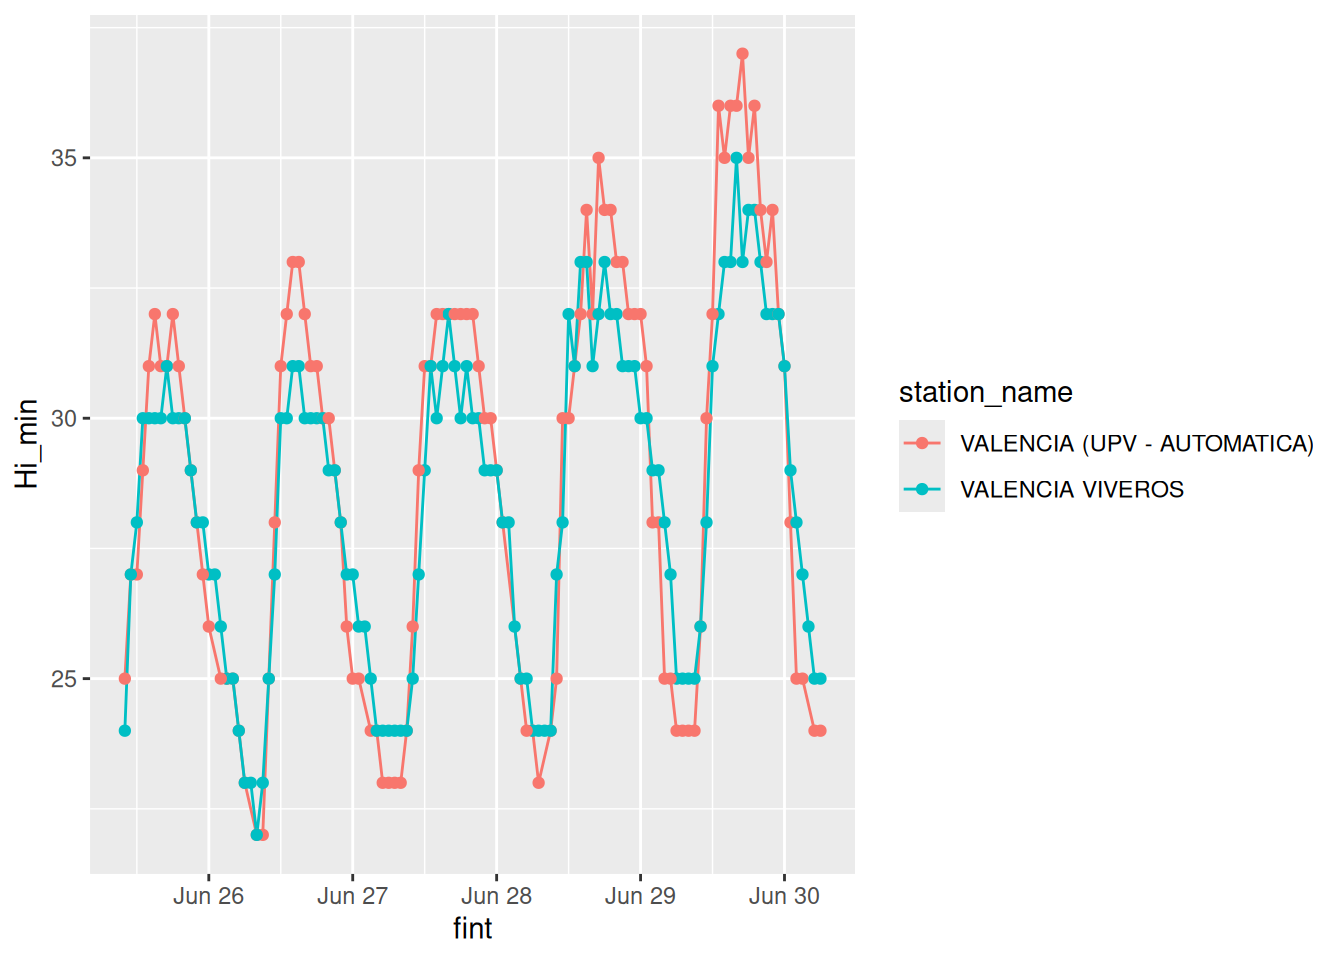 Hi_min
35
30
25
Jun 26
Jun 27
Jun 28
Jun 29
Jun 30
fint
station_name
VALENCIA (UPV - AUTOMATICA)
VALENCIA VIVEROS